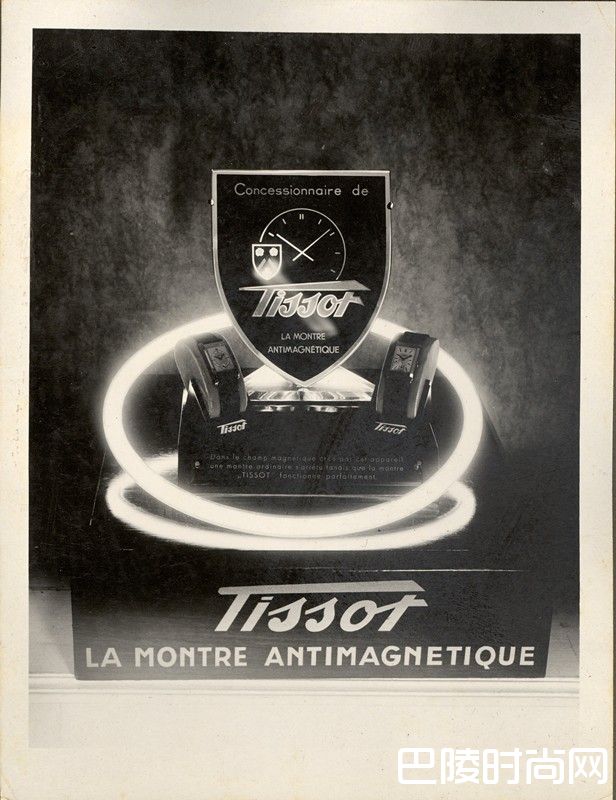 Concessionnaire de
Tissot
LA MONTRE
ANTIMAGNÉTIQUE
Tissot Tissot
Dans le champ magnétique créé par cet appareil
une montre ordinaire s'arrête tandis que la montre
„TISSOT" fonctionne parfaitement.
Tissot
LA MONTRE ANTIMAGNETIQUE
巴陵时尚网